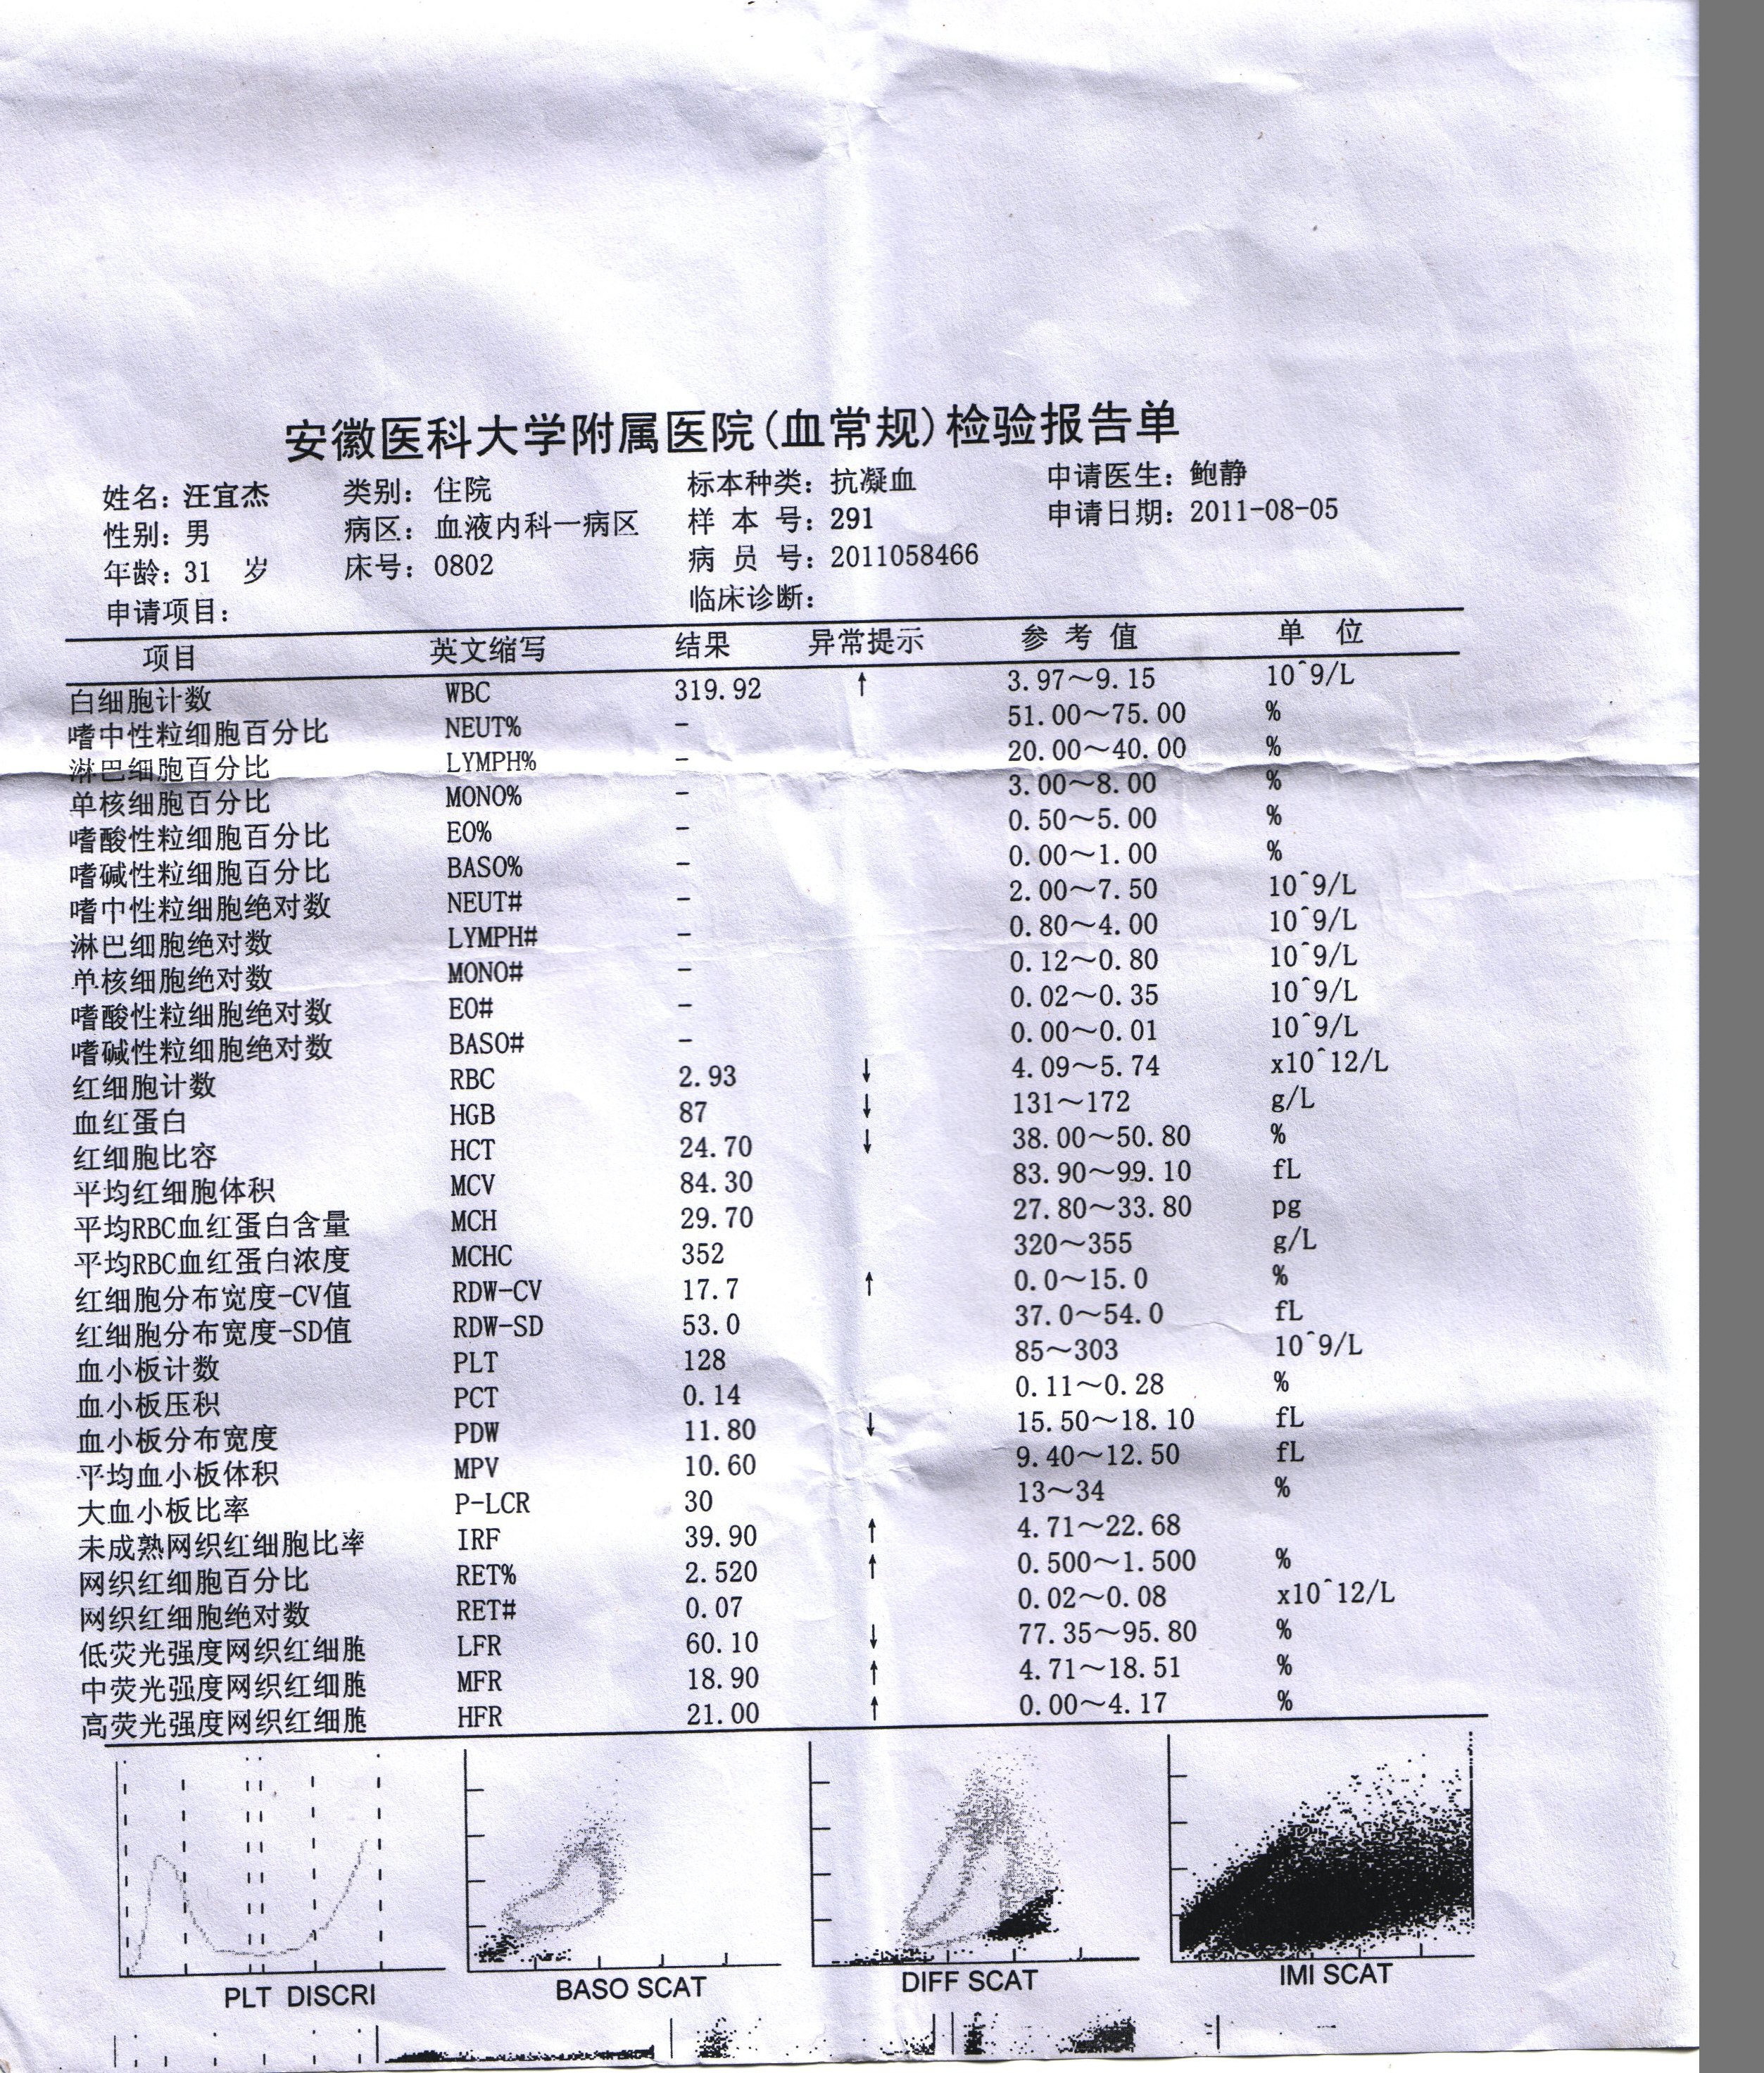 安徽医科大学附属医院(血常规)检验报告单
姓名: 汪宜杰 类别: 住院 标本种类: 抗凝血 申请医生: 鲍静
性别: 男 病区: 血液内科一病区 样 本 号: 291 申请日期: 2011-08-05
年龄: 31 岁 床号: 0802 病 员 号: 2011058466
申请项目: 临床诊断:
项目 英文缩写 结果 异常提示 参 考 值 单 位
白细胞计数 WBC 319.92 ↑ 3.97～9.15 10^9/L
嗜中性粒细胞百分比 NEUT% - 51.00～75.00 %
淋巴细胞百分比 LYMPH% - 20.00～40.00 %
单核细胞百分比 MONO% - 3.00～8.00 %
嗜酸性粒细胞百分比 EO% - 0.50～5.00 %
嗜碱性粒细胞百分比 BASO% - 0.00～1.00 %
嗜中性粒细胞绝对数 NEUT# - 2.00～7.50 10^9/L
淋巴细胞绝对数 LYMPH# - 0.80～4.00 10^9/L
单核细胞绝对数 MONO# - 0.12～0.80 10^9/L
嗜酸性粒细胞绝对数 EO# - 0.02～0.35 10^9/L
嗜碱性粒细胞绝对数 BASO# - 0.00～0.01 10^9/L
红细胞计数 RBC 2.93 ↓ 4.09～5.74 x10^12/L
血红蛋白 HGB 87 ↓ 131～172 g/L
红细胞比容 HCT 24.70 ↓ 38.00～50.80 %
平均红细胞体积 MCV 84.30 83.90～99.10 fL
平均RBC血红蛋白含量 MCH 29.70 27.80～33.80 pg
平均RBC血红蛋白浓度 MCHC 352 320～355 g/L
红细胞分布宽度-CV值 RDW-CV 17.7 ↑ 0.0～15.0 %
红细胞分布宽度-SD值 RDW-SD 53.0 37.0～54.0 fL
血小板计数 PLT 128 85～303 10^9/L
血小板压积 PCT 0.14 0.11～0.28 %
血小板分布宽度 PDW 11.80 ↓ 15.50～18.10 fL
平均血小板体积 MPV 10.60 9.40～12.50 fL
大血小板比率 P-LCR 30 13～34 %
未成熟网织红细胞比率 IRF 39.90 ↑ 4.71～22.68
网织红细胞百分比 RET% 2.520 ↑ 0.500～1.500 %
网织红细胞绝对数 RET# 0.07 0.02～0.08 x10^12/L
低荧光强度网织红细胞 LFR 60.10 ↓ 77.35～95.80 %
中荧光强度网织红细胞 MFR 18.90 ↑ 4.71～18.51 %
高荧光强度网织红细胞 HFR 21.00 ↑ 0.00～4.17 %
PLT DISCRI BASO SCAT DIFF SCAT IMI SCAT